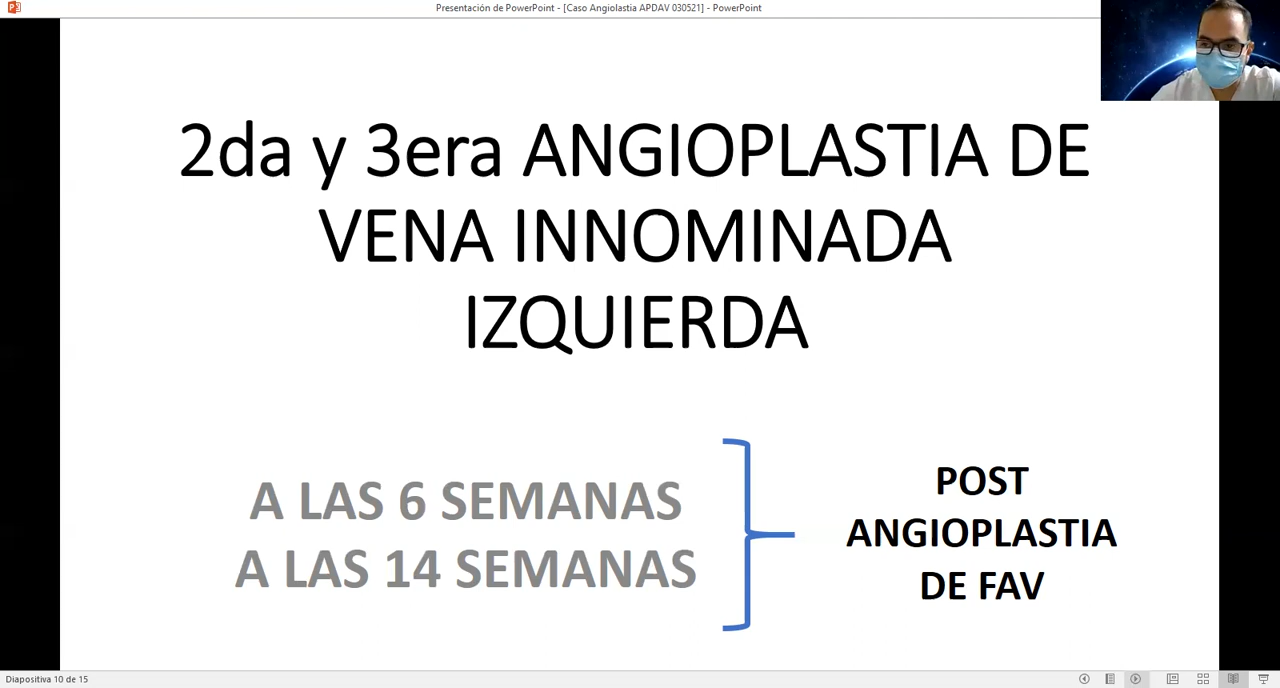 Presentación de PowerPoint - [Caso Angiolastia APDAV 030521] - PowerPoint
2da y 3era ANGIOPLASTIA DE
VENA INNOMINADA
IZQUIERDA
A LAS 6 SEMANAS
A LAS 14 SEMANAS
POST
ANGIOPLASTIA
DE FAV
Diapositiva 10 de 15